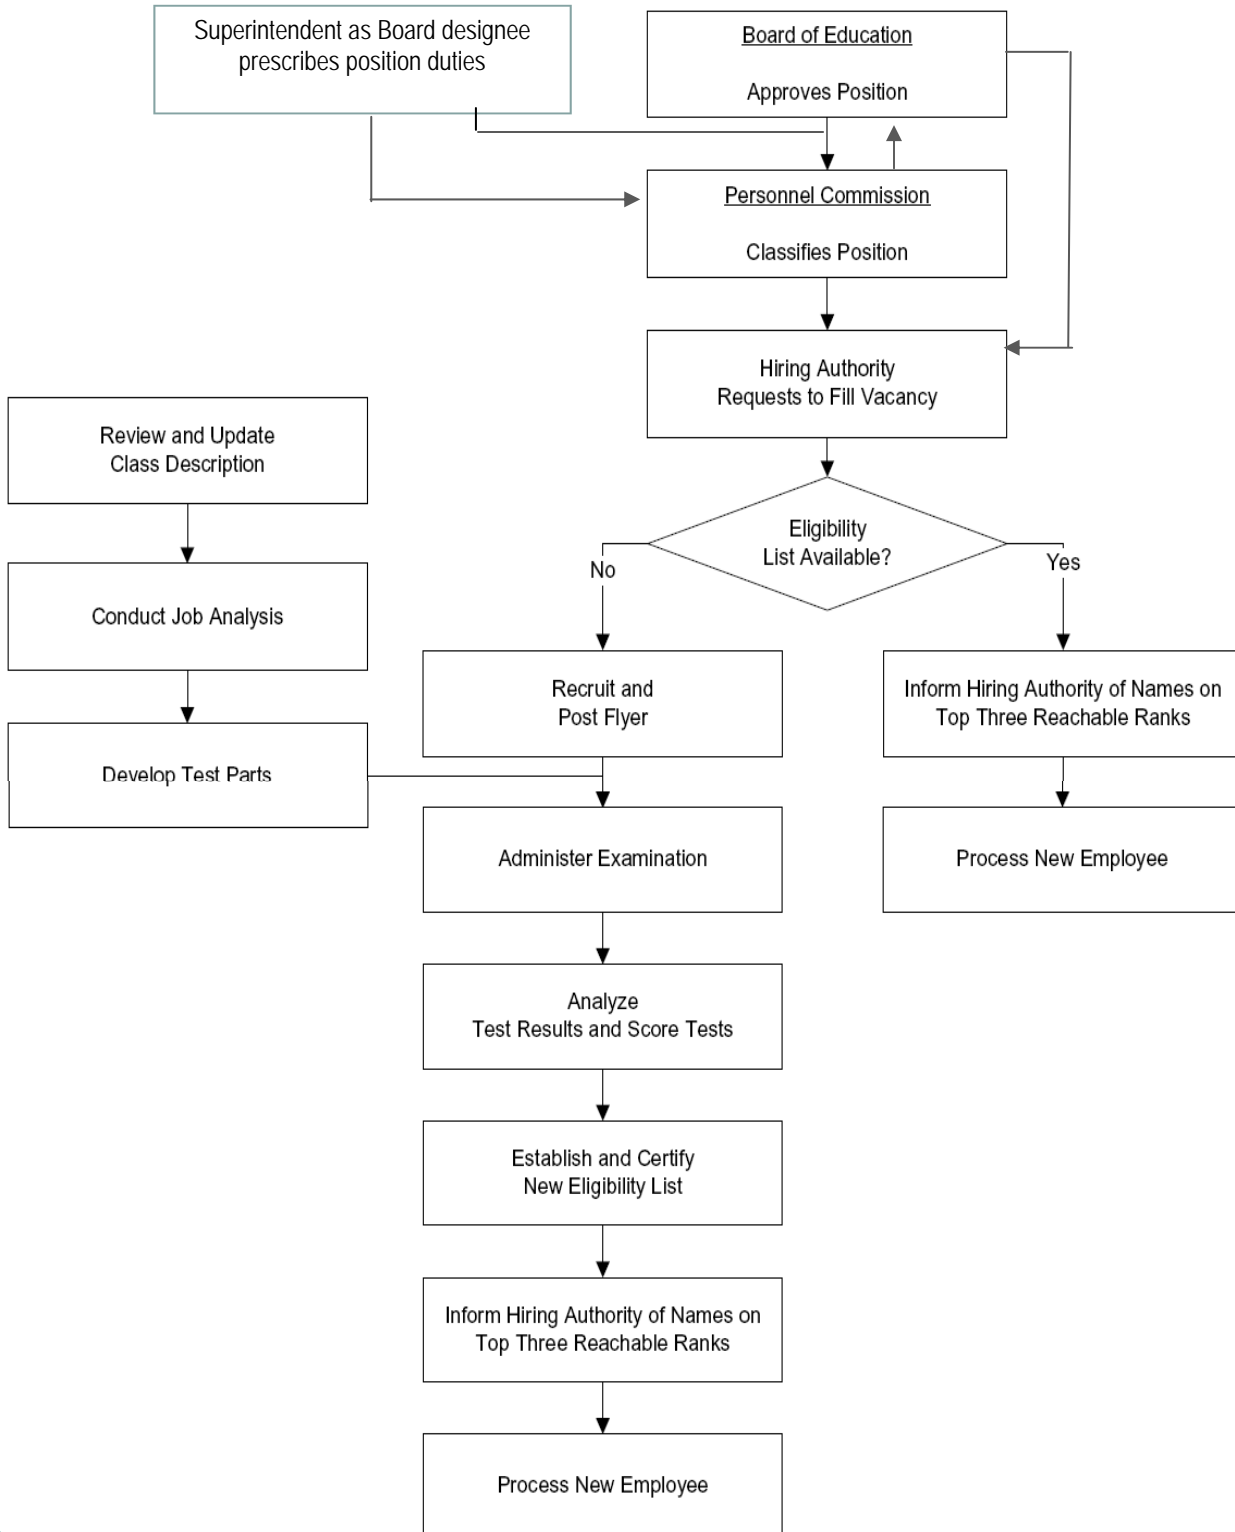 Superintendent as Board designee
prescribes position duties
Board of Education
Approves Position
Personnel Commission
Classifies Position
Hiring Authority
Requests to Fill Vacancy
Review and Update
Class Description
Eligibility
List Available?
No
Yes
Conduct Job Analysis
Recruit and
Post Flyer
Inform Hiring Authority of Names on
Top Three Reachable Ranks
Develop Test Parts
Administer Examination
Process New Employee
Analyze
Test Results and Score Tests
Establish and Certify
New Eligibility List
Inform Hiring Authority of Names on
Top Three Reachable Ranks
Process New Employee